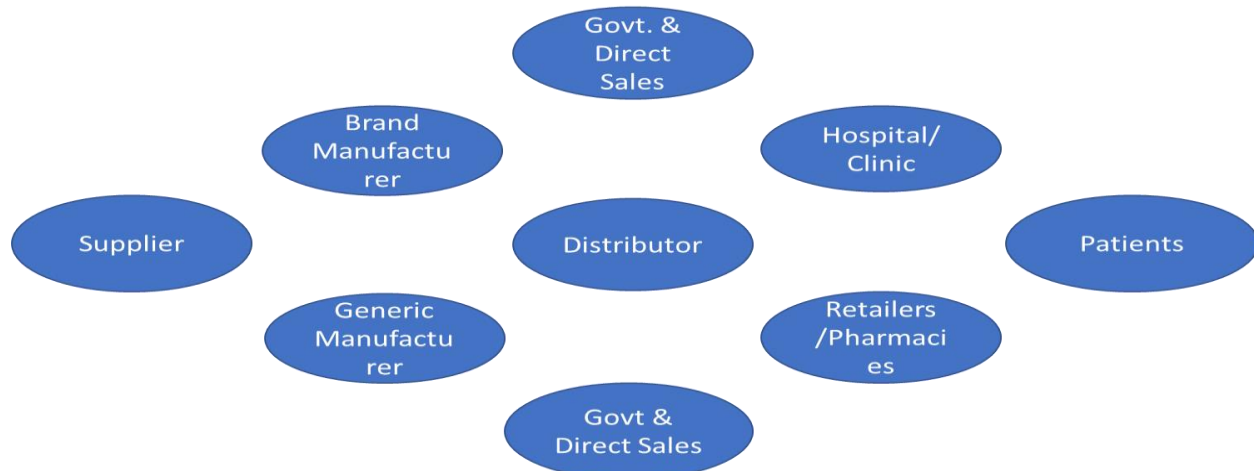 Govt. &
Direct
Sales
Brand
Manufactu
rer
Hospital/
Clinic
Supplier
Distributor
Patients
Generic
Manufactu
rer
Retailers
/Pharmaci
es
Govt &
Direct Sales